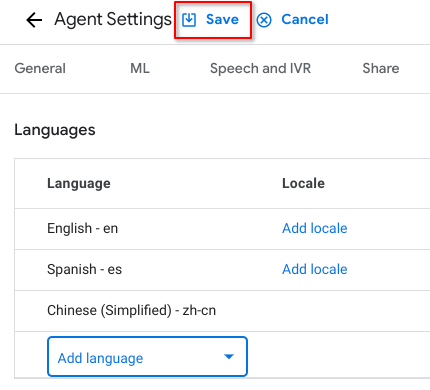 Agent Settings Save Cancel
General ML Speech and IVR Share
Languages
Language Locale
English - en Add locale
Spanish - es Add locale
Chinese (Simplified) - zh-cn
Add language